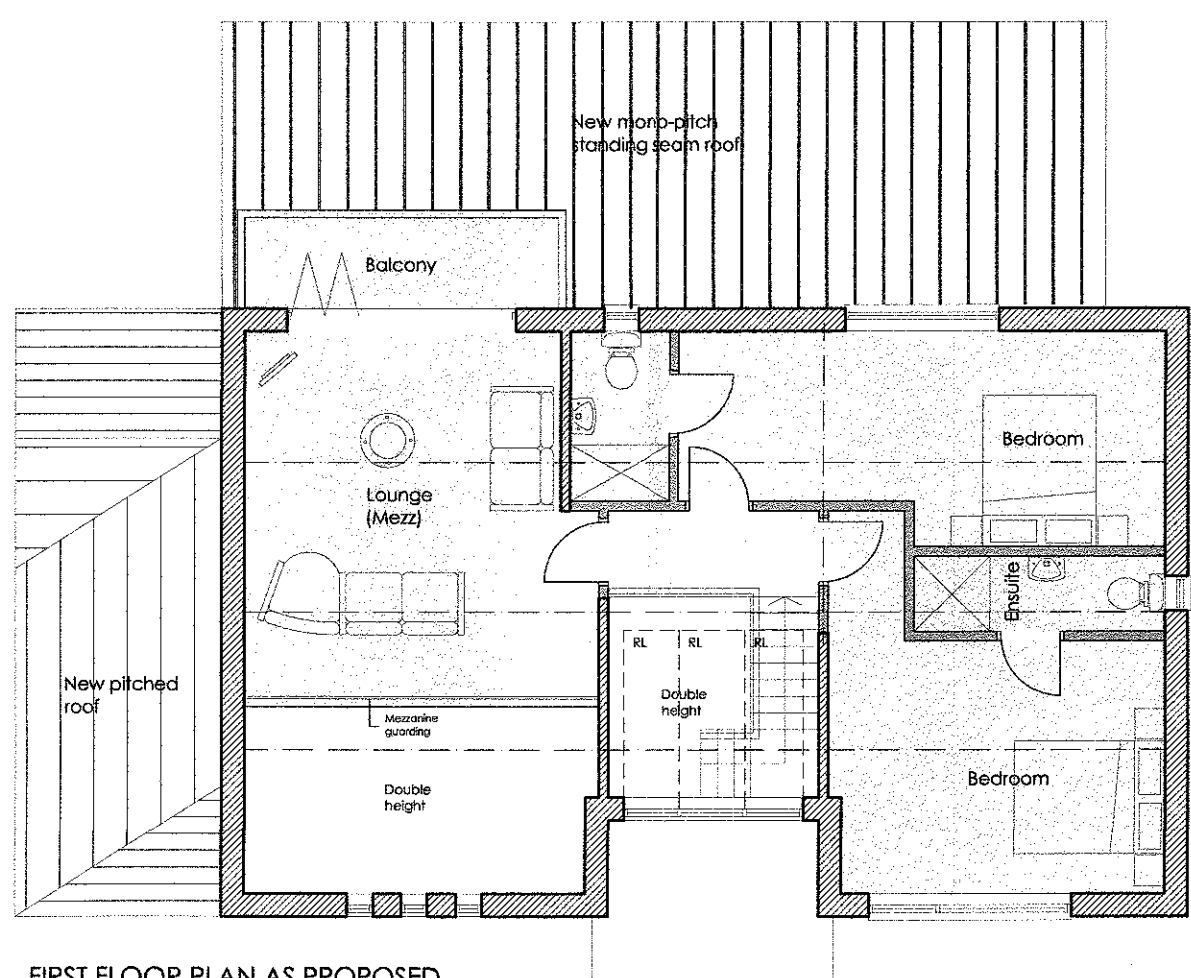 New mono-pitch
standing seam roof
Balcony
Bedroom
Lounge
(Mezz)
Ensuite
RL
RL
RL
New pitched
roof
Double
height
Mezzanine
guarding
Bedroom
Double
height
FIRST FLOOR PLAN AS PROPOSED